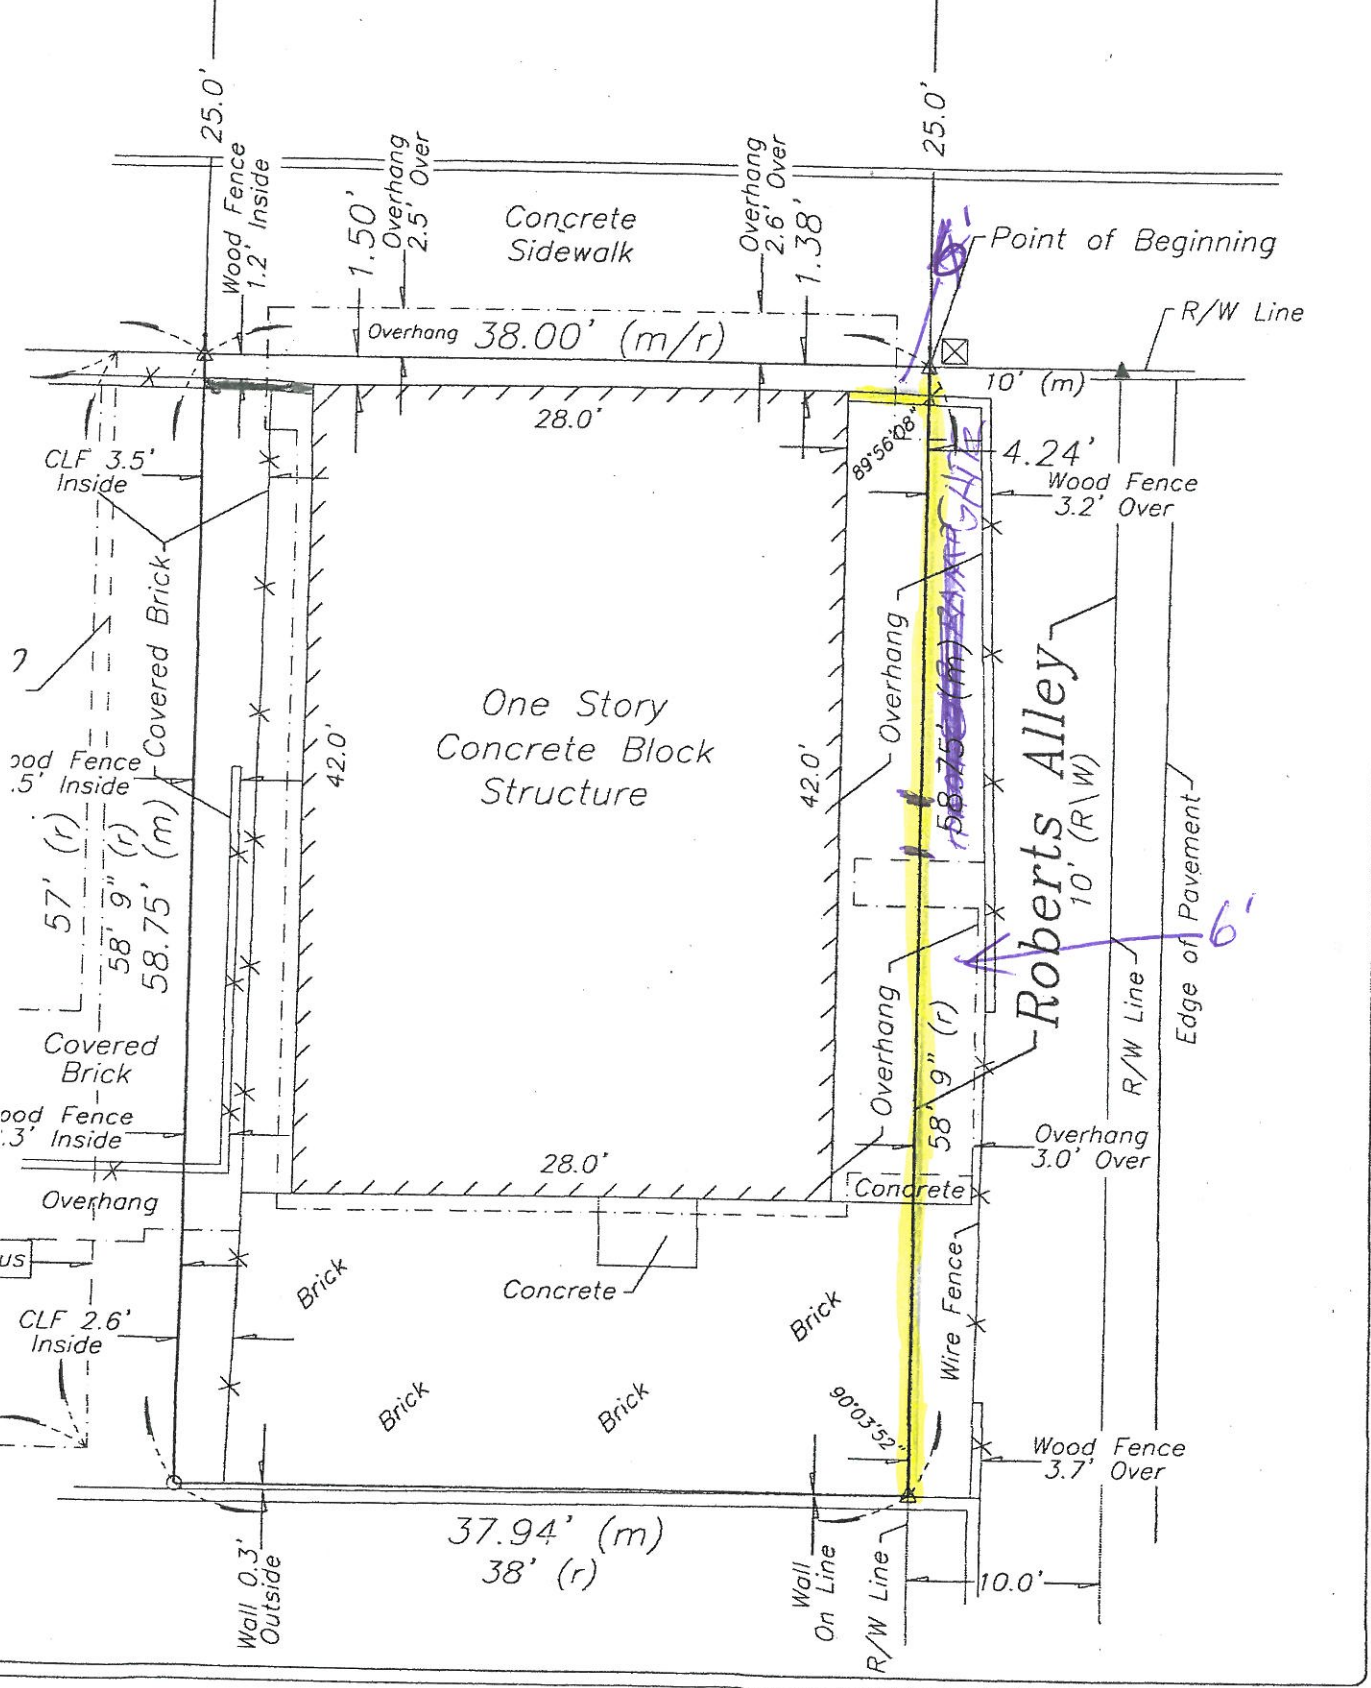 25.0'
25.0'
Wood Fence
1.2' Inside
1.50'
Overhang
2.5' Over
Concrete
Sidewalk
Overhang
2.6' Over
1.38'
6'
Point of Beginning
R/W Line
Overhang 38.00' (m/r)
10' (m)
28.0'
89°56'08"
4.24'
CLF 3.5'
Inside
Wood Fence
3.2' Over
Covered Brick
Overhang
58.75' (m)
42.0'
One Story
Concrete Block
Structure
42.0'
Roberts Alley
10' (R\W)
ood Fence
.5' Inside
57' (r)
58' 9" (r)
58.75' (m)
6'
Edge of Pavement
R/W Line
Overhang
58' 9" (r)
Covered
Brick
ood Fence
.3' Inside
Overhang
3.0' Over
28.0'
Concrete
Overhang
us
Concrete
Brick
Brick
Wire Fence
CLF 2.6'
Inside
Brick
Brick
90°03'52"
Wood Fence
3.7' Over
37.94' (m)
38' (r)
Wall 0.3'
Outside
Wall
On Line
R/W Line
10.0'